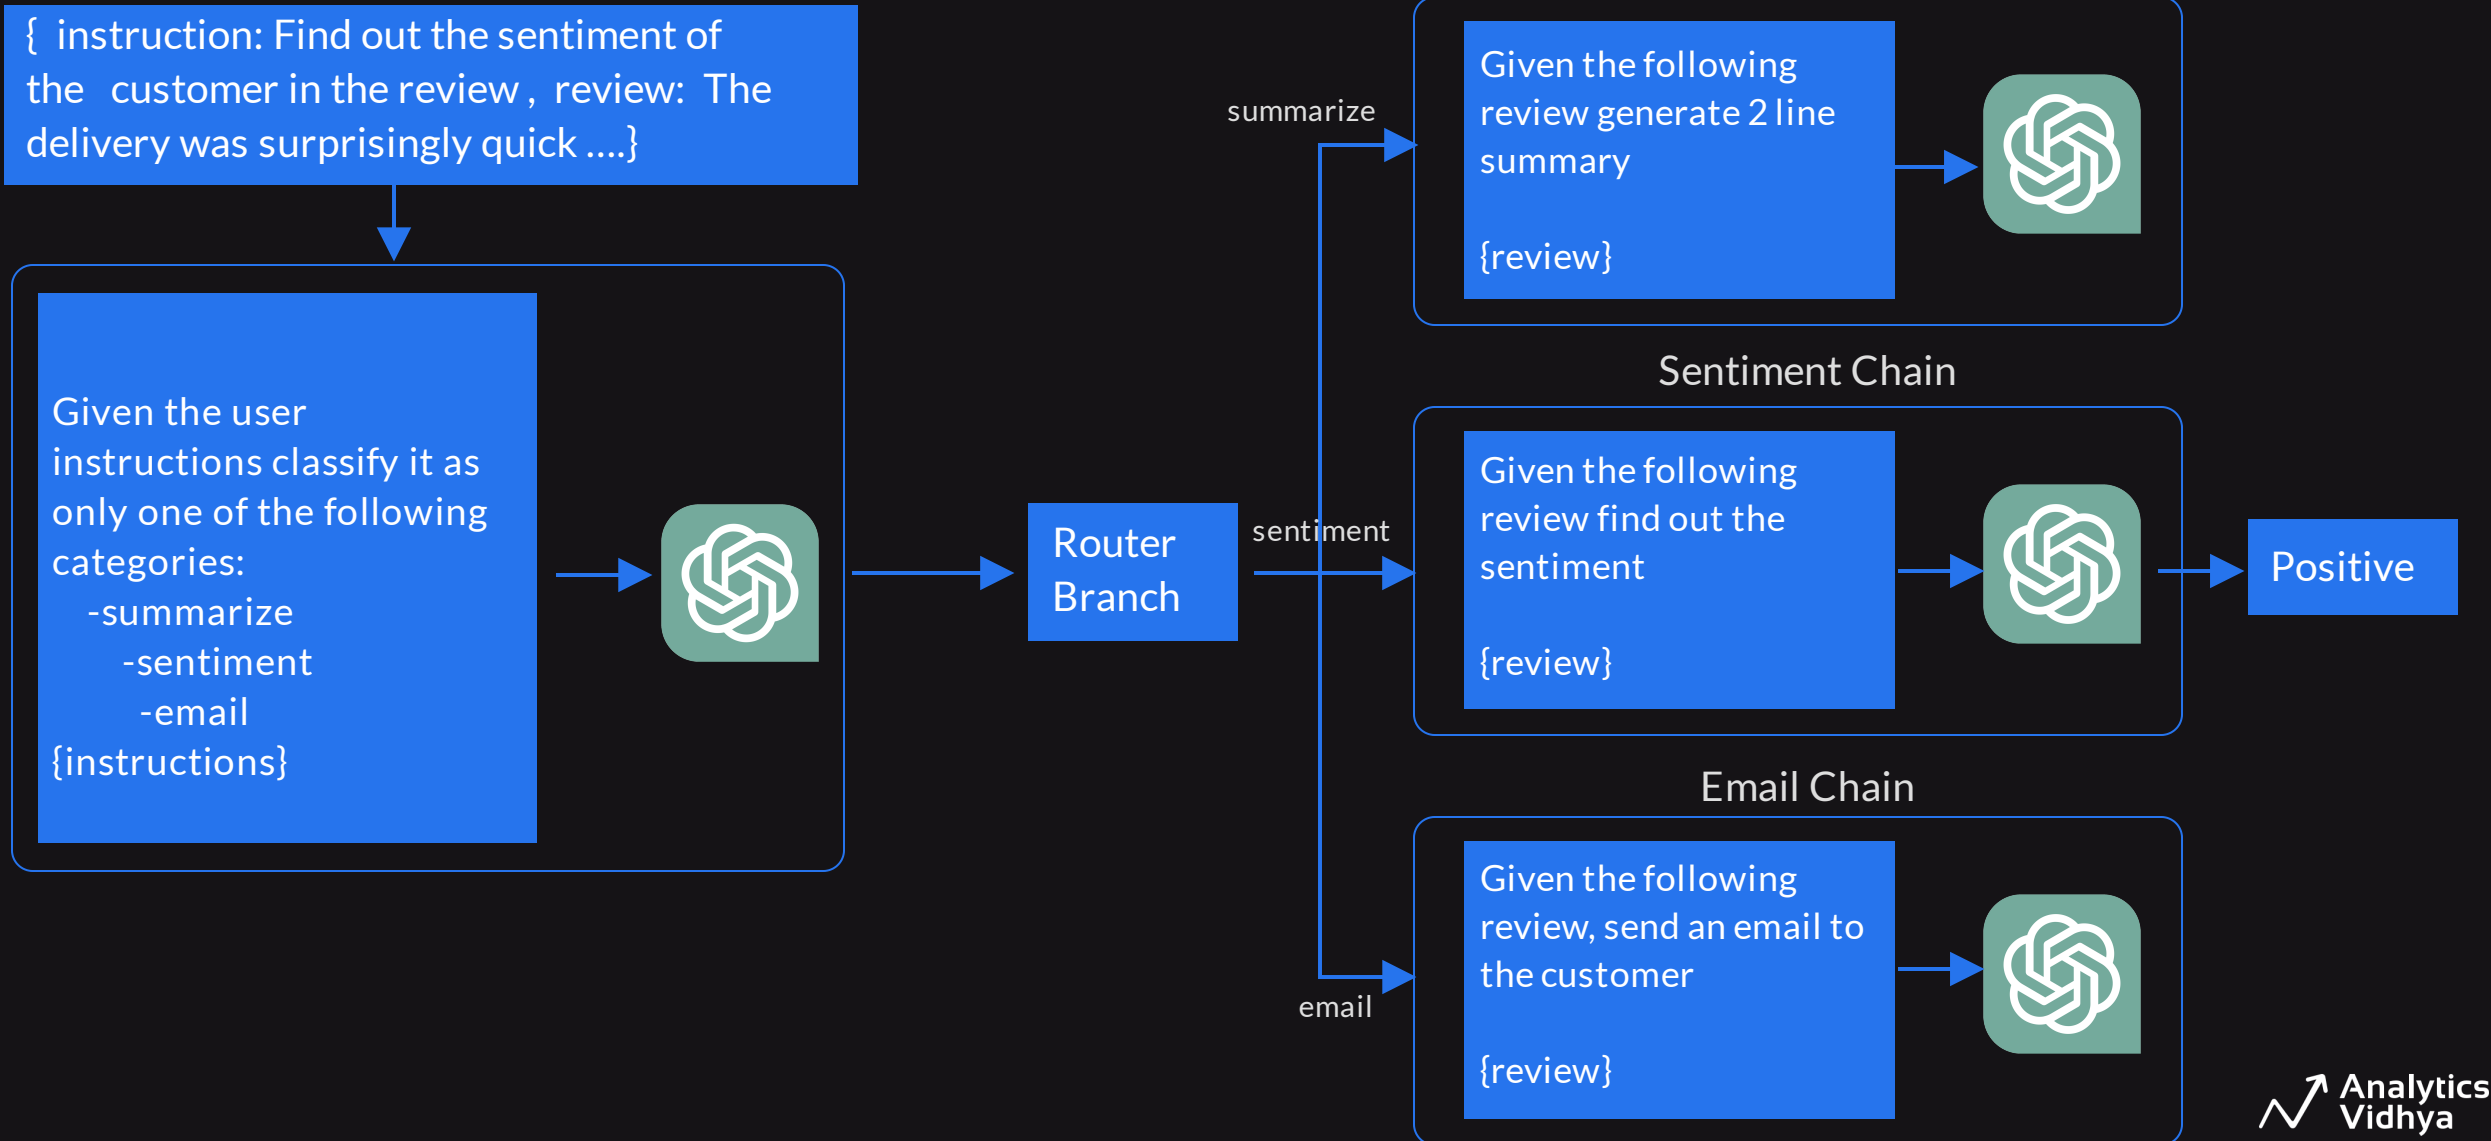 { instruction: Find out the sentiment of
the customer in the review , review: The
delivery was surprisingly quick ....}
Given the user
instructions classify it as
only one of the following
categories:
-summarize
-sentiment
-email
{instructions}
Router
Branch
summarize
sentiment
email
Given the following
review generate 2 line
summary
{review}
Sentiment Chain
Given the following
review find out the
sentiment
{review}
Positive
Email Chain
Given the following
review, send an email to
the customer
{review}
Analytics
Vidhya